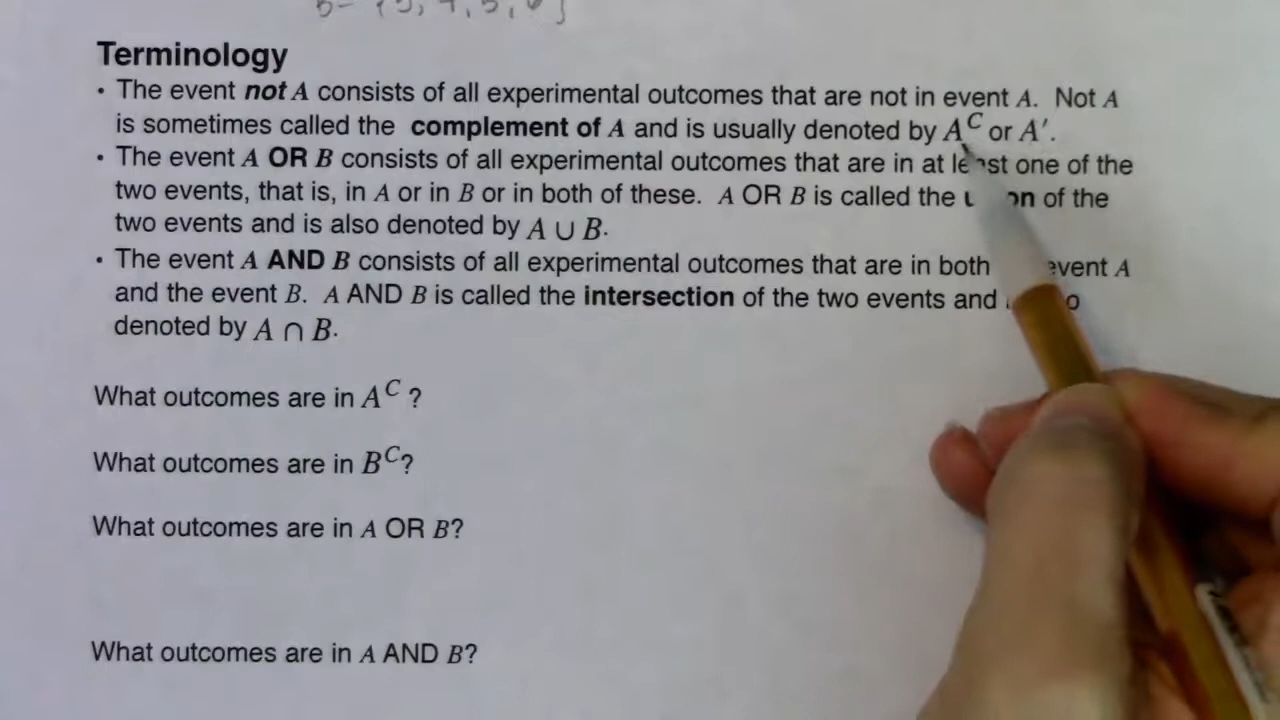 Terminology
• The event not A consists of all experimental outcomes that are not in event A. Not A
is sometimes called the complement of A and is usually denoted by Aᶜ or A′.
• The event A OR B consists of all experimental outcomes that are in at least one of the
two events, that is, in A or in B or in both of these. A OR B is called the of the
two events and is also denoted by A ∪ B.
• The event A AND B consists of all experimental outcomes that are in both event A
and the event B. A AND B is called the intersection of the two events and
denoted by A ∩ B.
What outcomes are in Aᶜ ?
What outcomes are in Bᶜ?
What outcomes are in A OR B?
What outcomes are in A AND B?